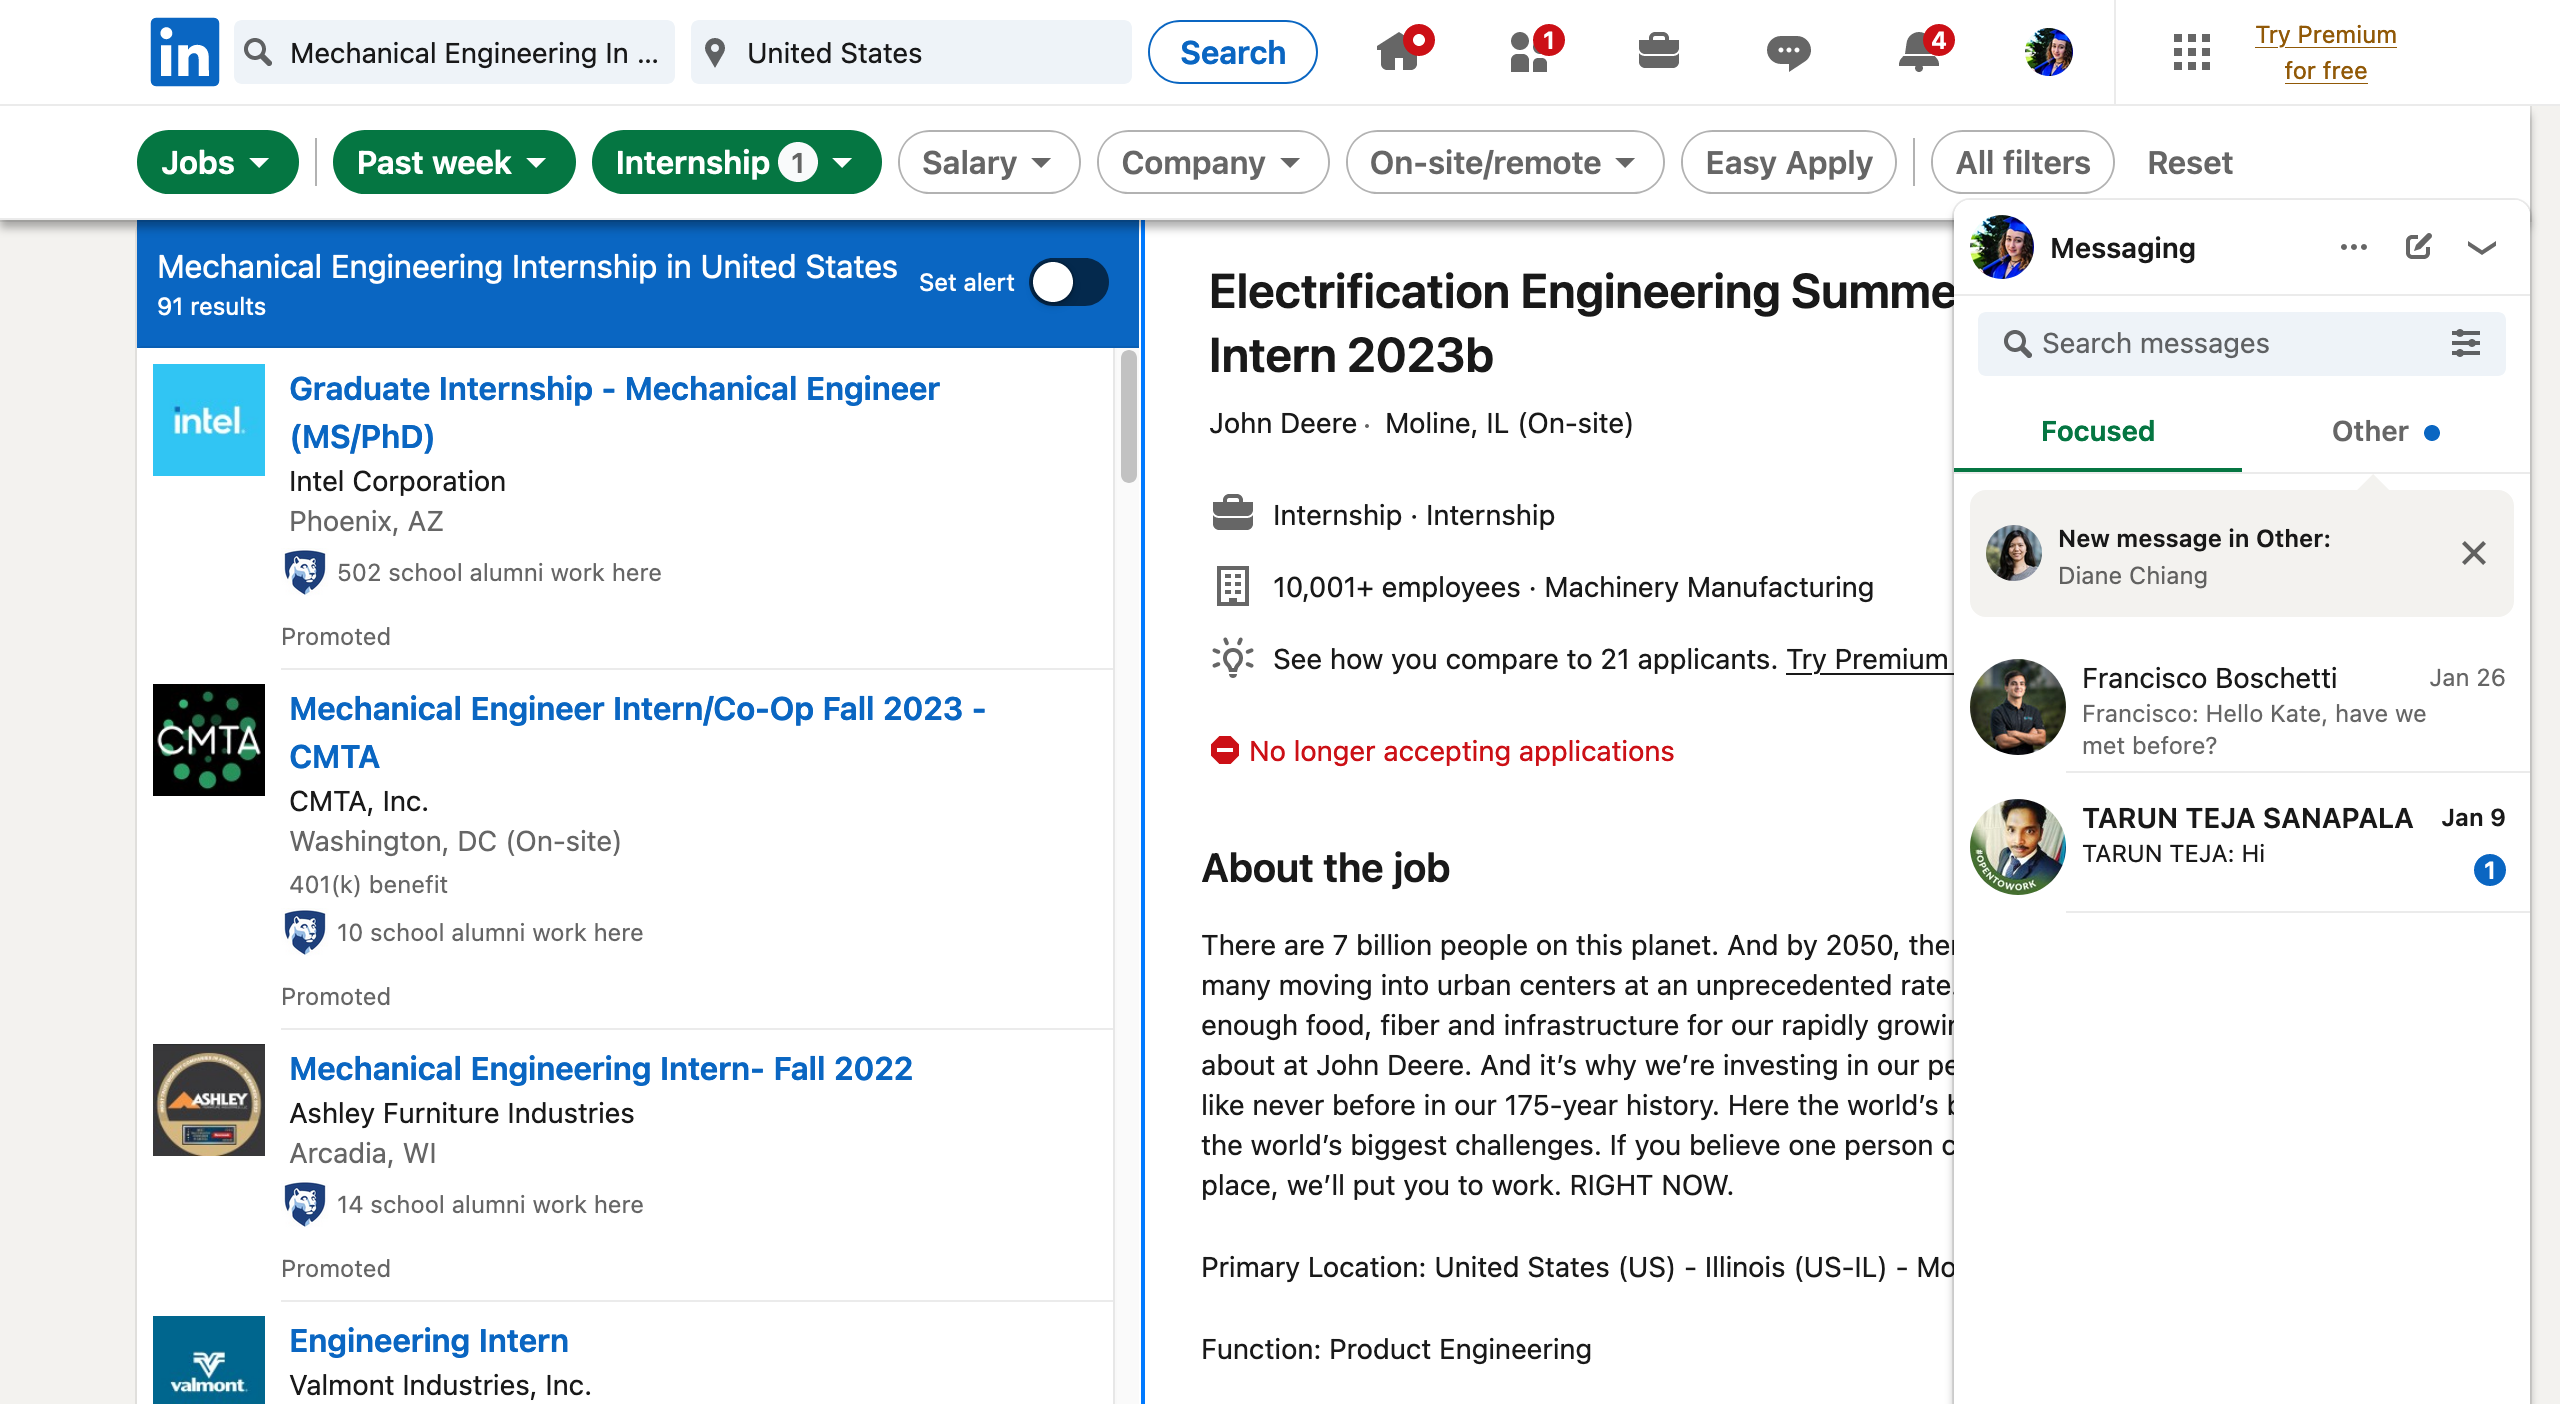 in
Mechanical Engineering In ...
United States
Search
1
4
Try Premium
for free
Jobs
Past week
Internship 1
Salary
Company
On-site/remote
Easy Apply
All filters
Reset
Mechanical Engineering Internship in United States
91 results
Set alert
intel.
Graduate Internship - Mechanical Engineer
(MS/PhD)
Intel Corporation
Phoenix, AZ
502 school alumni work here
Promoted
CMTA
Mechanical Engineer Intern/Co-Op Fall 2023 -
CMTA
CMTA, Inc.
Washington, DC (On-site)
401(k) benefit
10 school alumni work here
Promoted
ASHLEY
Mechanical Engineering Intern- Fall 2022
Ashley Furniture Industries
Arcadia, WI
14 school alumni work here
Promoted
valmont
Engineering Intern
Valmont Industries, Inc.
Electrification Engineering Summe
Intern 2023b
John Deere · Moline, IL (On-site)
Internship · Internship
10,001+ employees · Machinery Manufacturing
See how you compare to 21 applicants. Try Premium
No longer accepting applications
About the job
There are 7 billion people on this planet. And by 2050, ther
many moving into urban centers at an unprecedented rate.
enough food, fiber and infrastructure for our rapidly growin
about at John Deere. And it’s why we’re investing in our pe
like never before in our 175-year history. Here the world’s b
the world’s biggest challenges. If you believe one person c
place, we’ll put you to work. RIGHT NOW.
Primary Location: United States (US) - Illinois (US-IL) - Mo
Function: Product Engineering
Messaging
Search messages
Focused
Other
New message in Other:
Diane Chiang
Francisco Boschetti
Jan 26
Francisco: Hello Kate, have we
met before?
#OPENTOWORK
TARUN TEJA SANAPALA
Jan 9
TARUN TEJA: Hi
1